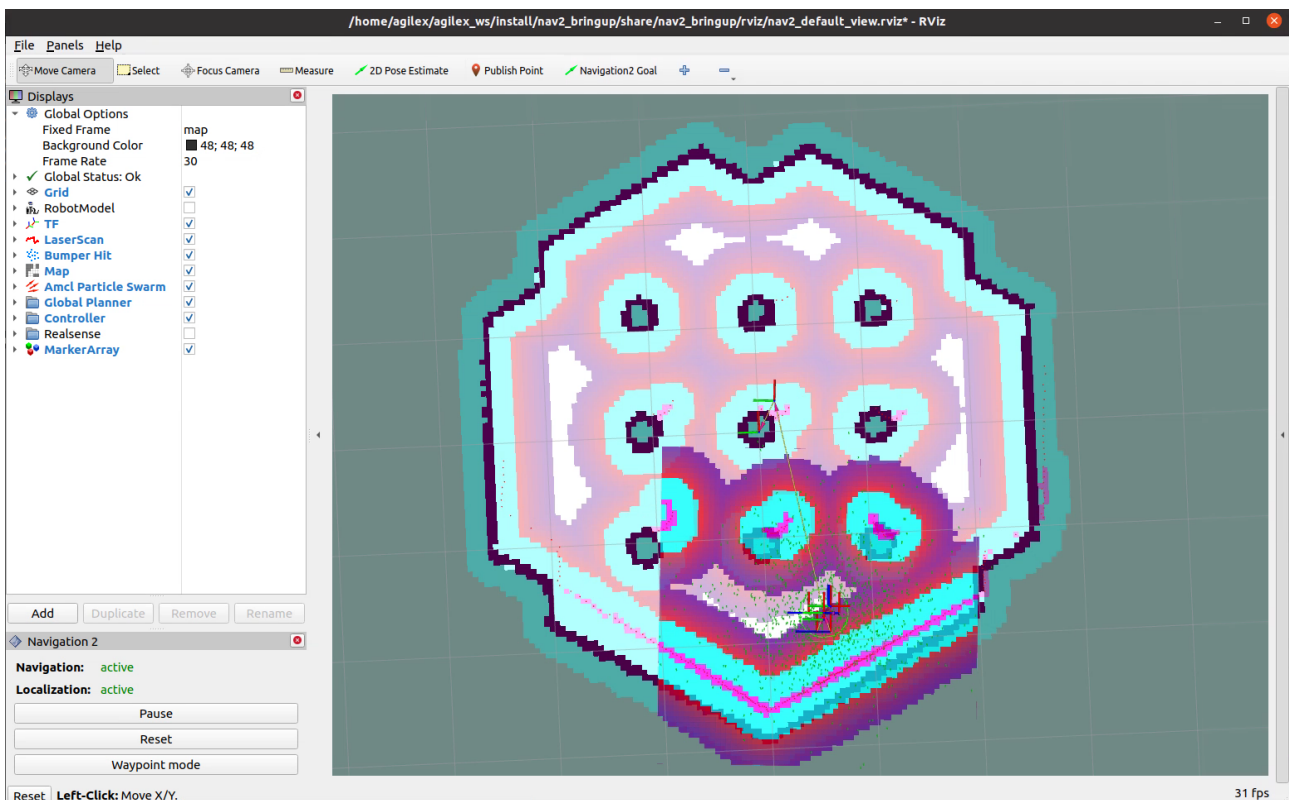 /home/agilex/agilex_ws/install/nav2_bringup/share/nav2_bringup/rviz/nav2_default_view.rviz* - RViz
File Panels Help
Move Camera Select Focus Camera Measure 2D Pose Estimate Publish Point Navigation2 Goal
Displays
Global Options
Fixed Frame map
Background Color 48; 48; 48
Frame Rate 30
Global Status: Ok
Grid
RobotModel
TF
LaserScan
Bumper Hit
Map
Amcl Particle Swarm
Global Planner
Controller
Realsense
MarkerArray
Add Duplicate Remove Rename
Navigation 2
Navigation: active
Localization: active
Pause
Reset
Waypoint mode
Reset Left-Click: Move X/Y. 31 fps